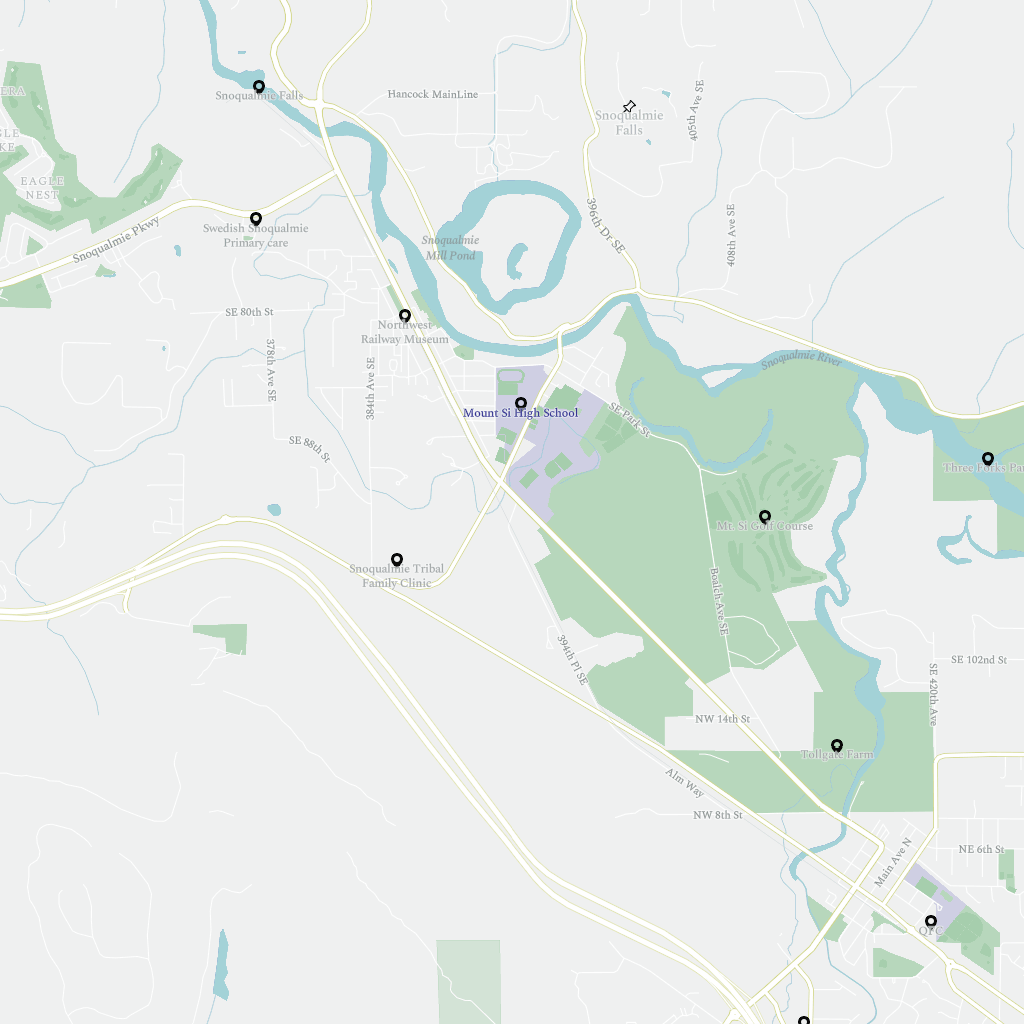 Snoqualmie Falls
Hancock MainLine
405th Ave SE
Snoqualmie
Falls
EAGLE
NEST
Swedish Snoqualmie
Primary care
Snoqualmie Pkwy
Snoqualmie
Mill Pond
396th Dr SE
408th Ave SE
SE 80th St
Northwest
Railway Museum
378th Ave SE
384th Ave SE
Snoqualmie River
Mount Si High School
SE Park St
SE 88th St
Three Forks Par
Mt. Si Golf Course
Snoqualmie Tribal
Family Clinic
Boalch Ave SE
394th Pl SE
SE 102nd St
SE 420th Ave
NW 14th St
Tollgate Farm
Alm Way
NW 8th St
Main Ave N
NE 6th St
QFC